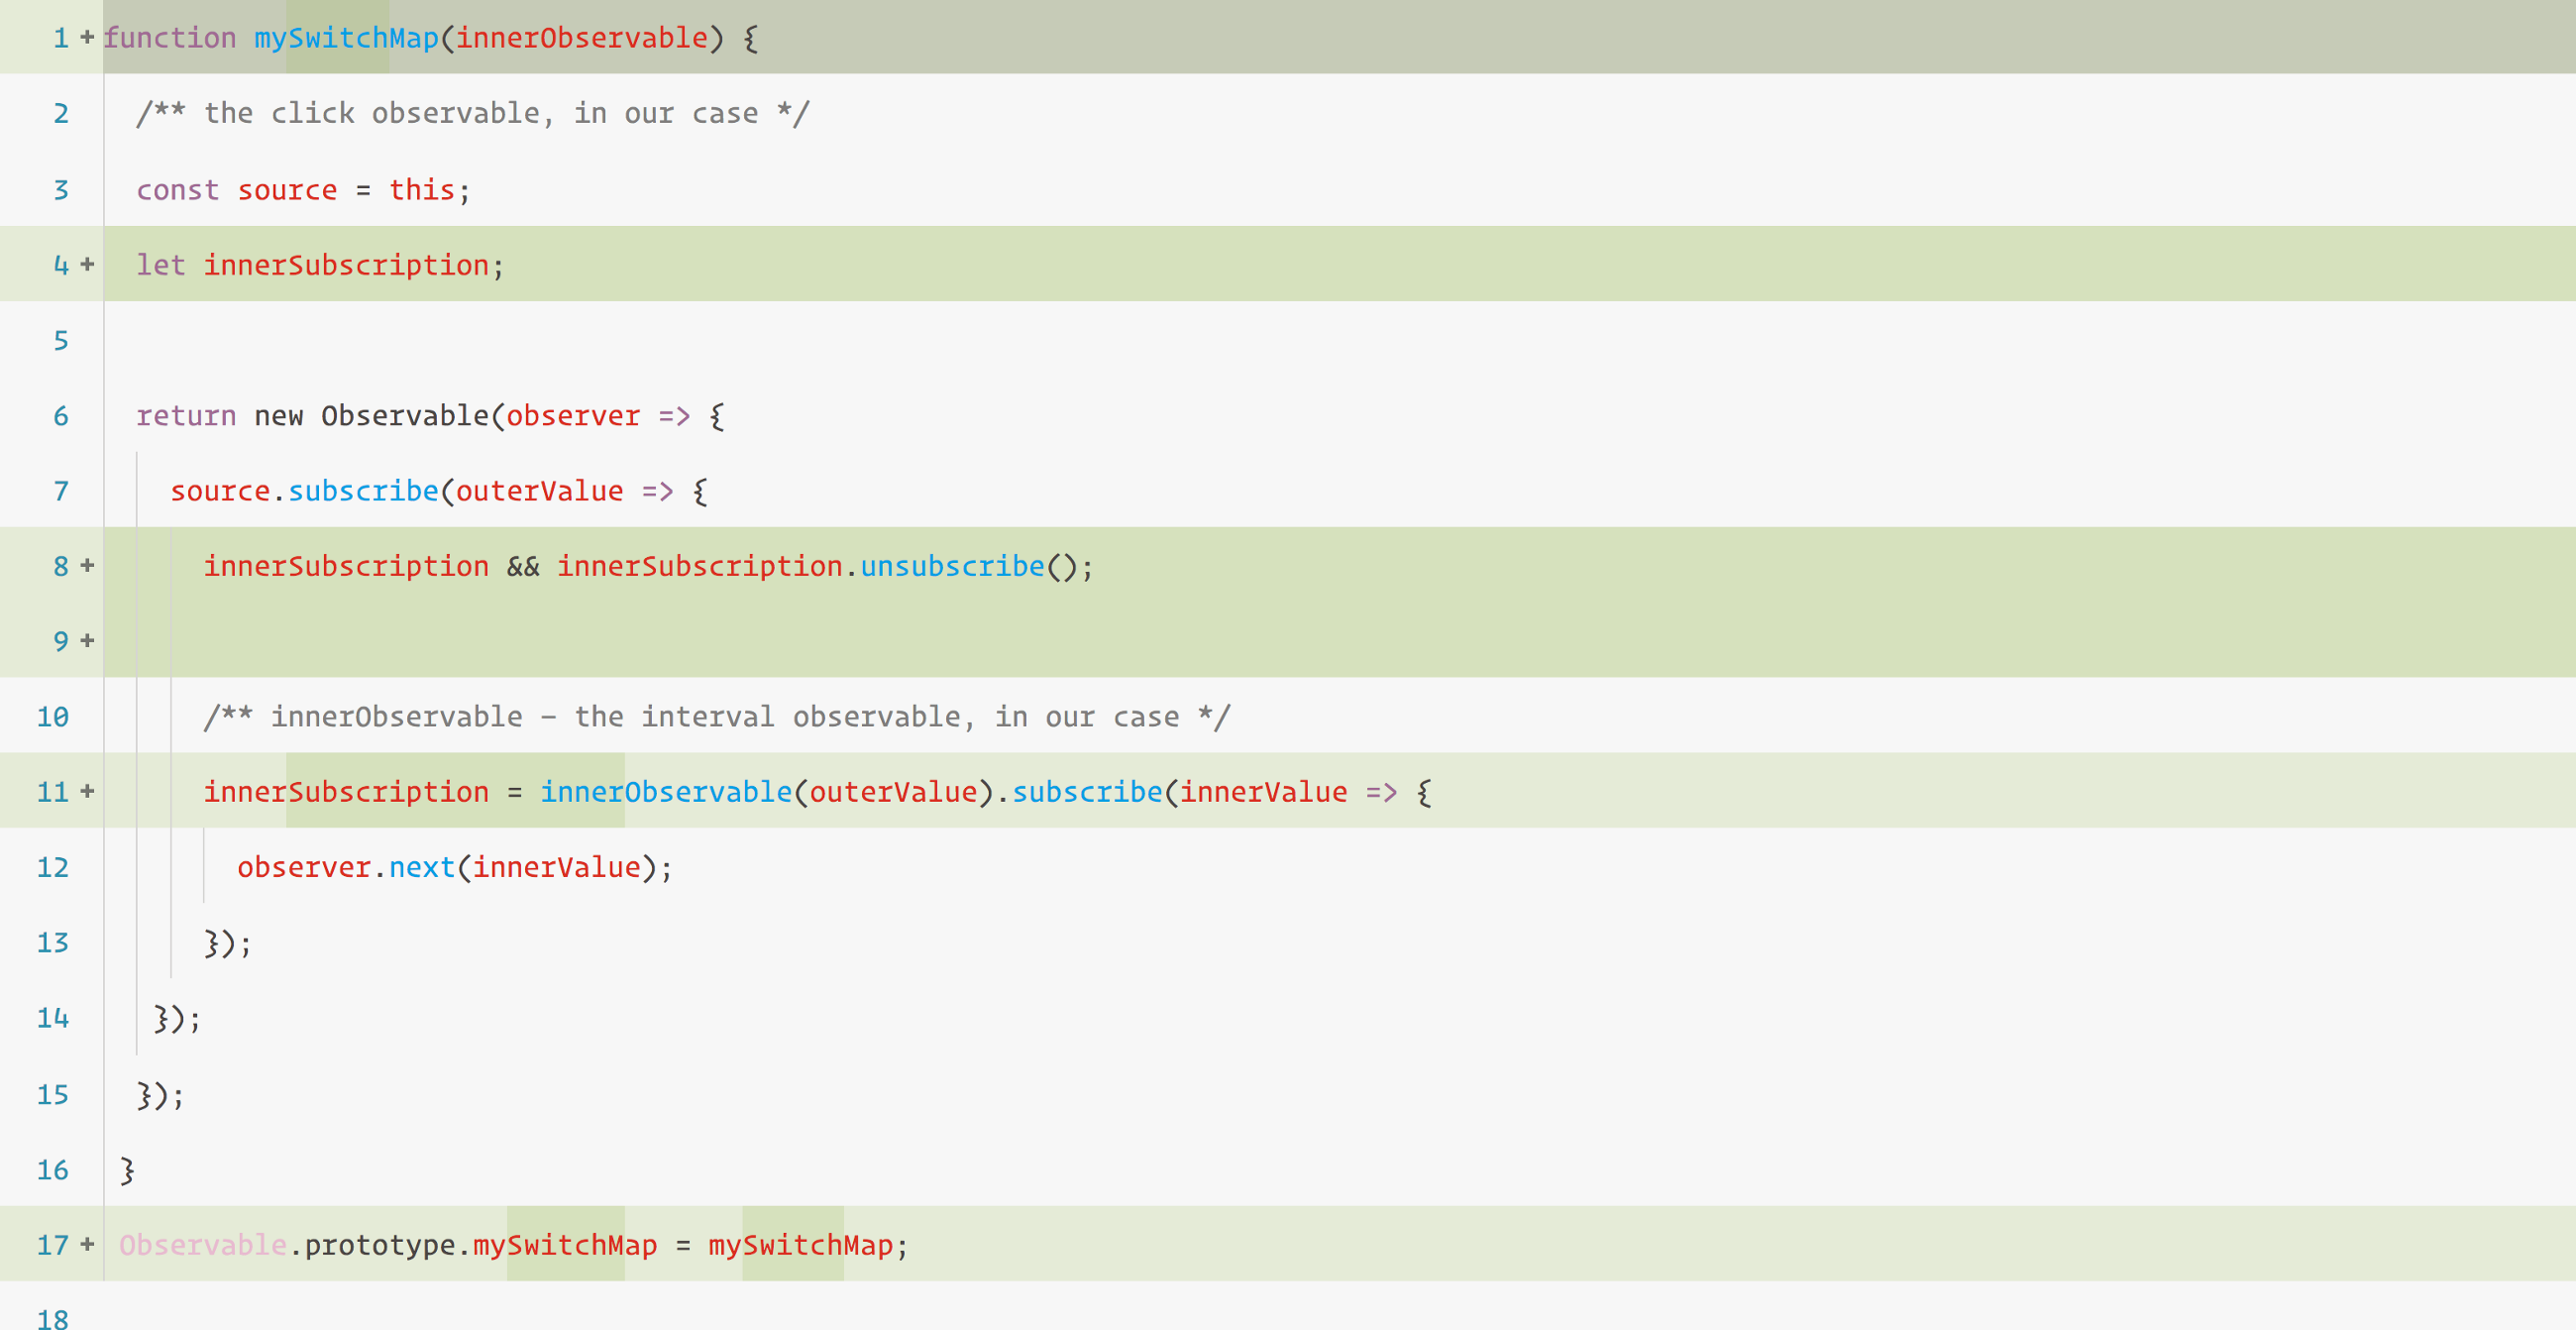 1 + function mySwitchMap(innerObservable) {
2 /** the click observable, in our case */
3 const source = this;
4 + let innerSubscription;
5
6 return new Observable(observer => {
7 source.subscribe(outerValue => {
8 + innerSubscription && innerSubscription.unsubscribe();
9 +
10 /** innerObservable – the interval observable, in our case */
11 + innerSubscription = innerObservable(outerValue).subscribe(innerValue => {
12 observer.next(innerValue);
13 });
14 });
15 });
16 }
17 + Observable.prototype.mySwitchMap = mySwitchMap;
18